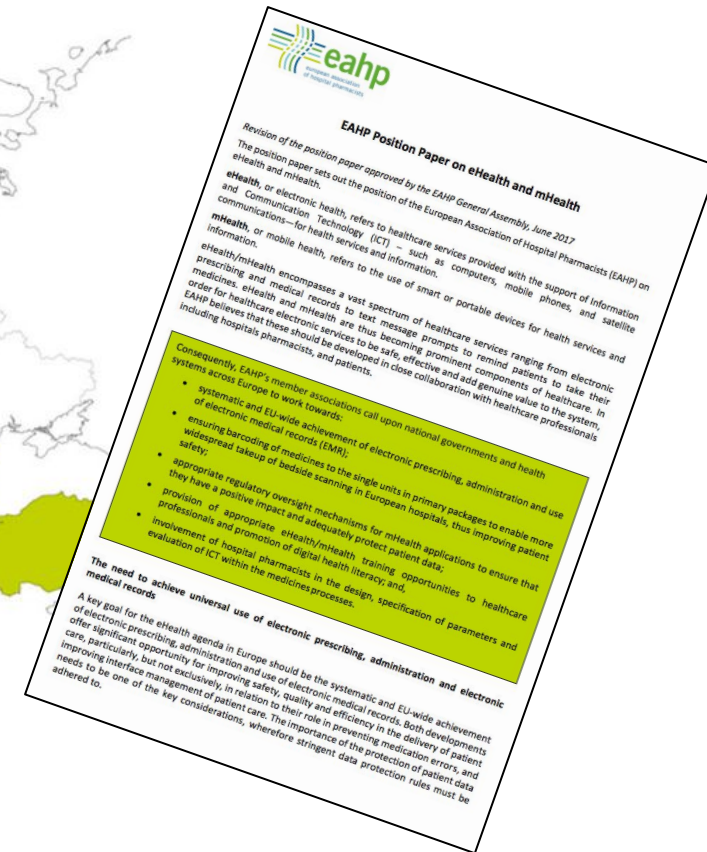 eahp
european association
of hospital pharmacists
EAHP Position Paper on eHealth and mHealth
Revision of the position paper approved by the EAHP General Assembly, June 2017
The position paper sets out the position of the European Association of Hospital Pharmacists (EAHP) on
eHealth and mHealth.
eHealth, or electronic health, refers to healthcare services provided with the support of Information
and Communication Technology (ICT) – such as computers, mobile phones, and satellite
communications—for health services and information.
mHealth, or mobile health, refers to the use of smart or portable devices for health services and
information.
eHealth/mHealth encompasses a vast spectrum of healthcare services ranging from electronic
prescribing and medical records to text message prompts to remind patients to take their
medicines. eHealth and mHealth are thus becoming prominent components of healthcare. In
order for healthcare electronic services to be safe, effective and add genuine value to the system,
EAHP believes that these should be developed in close collaboration with healthcare professionals
including hospitals pharmacists, and patients.
Consequently, EAHP's member associations call upon national governments and health
systems across Europe to work towards:
• systematic and EU-wide achievement of electronic prescribing, administration and use
of electronic medical records (EMR);
• ensuring barcoding of medicines to the single units in primary packages to enable more
widespread takeup of bedside scanning in European hospitals, thus improving patient
safety;
• appropriate regulatory oversight mechanisms for mHealth applications to ensure that
they have a positive impact and adequately protect patient data;
• provision of appropriate eHealth/mHealth training opportunities to healthcare
professionals and promotion of digital health literacy; and,
• involvement of hospital pharmacists in the design, specification of parameters and
evaluation of ICT within the medicines processes.
The need to achieve universal use of electronic prescribing, administration and electronic
medical records
A key goal for the eHealth agenda in Europe should be the systematic and EU-wide achievement
of electronic prescribing, administration and use of electronic medical records. Both developments
offer significant opportunity for improving safety, quality and efficiency in the delivery of patient
care, particularly, but not exclusively, in relation to their role in preventing medication errors, and
improving interface management of patient care. The importance of the protection of patient data
needs to be one of the key considerations, wherefore stringent data protection rules must be
adhered to.